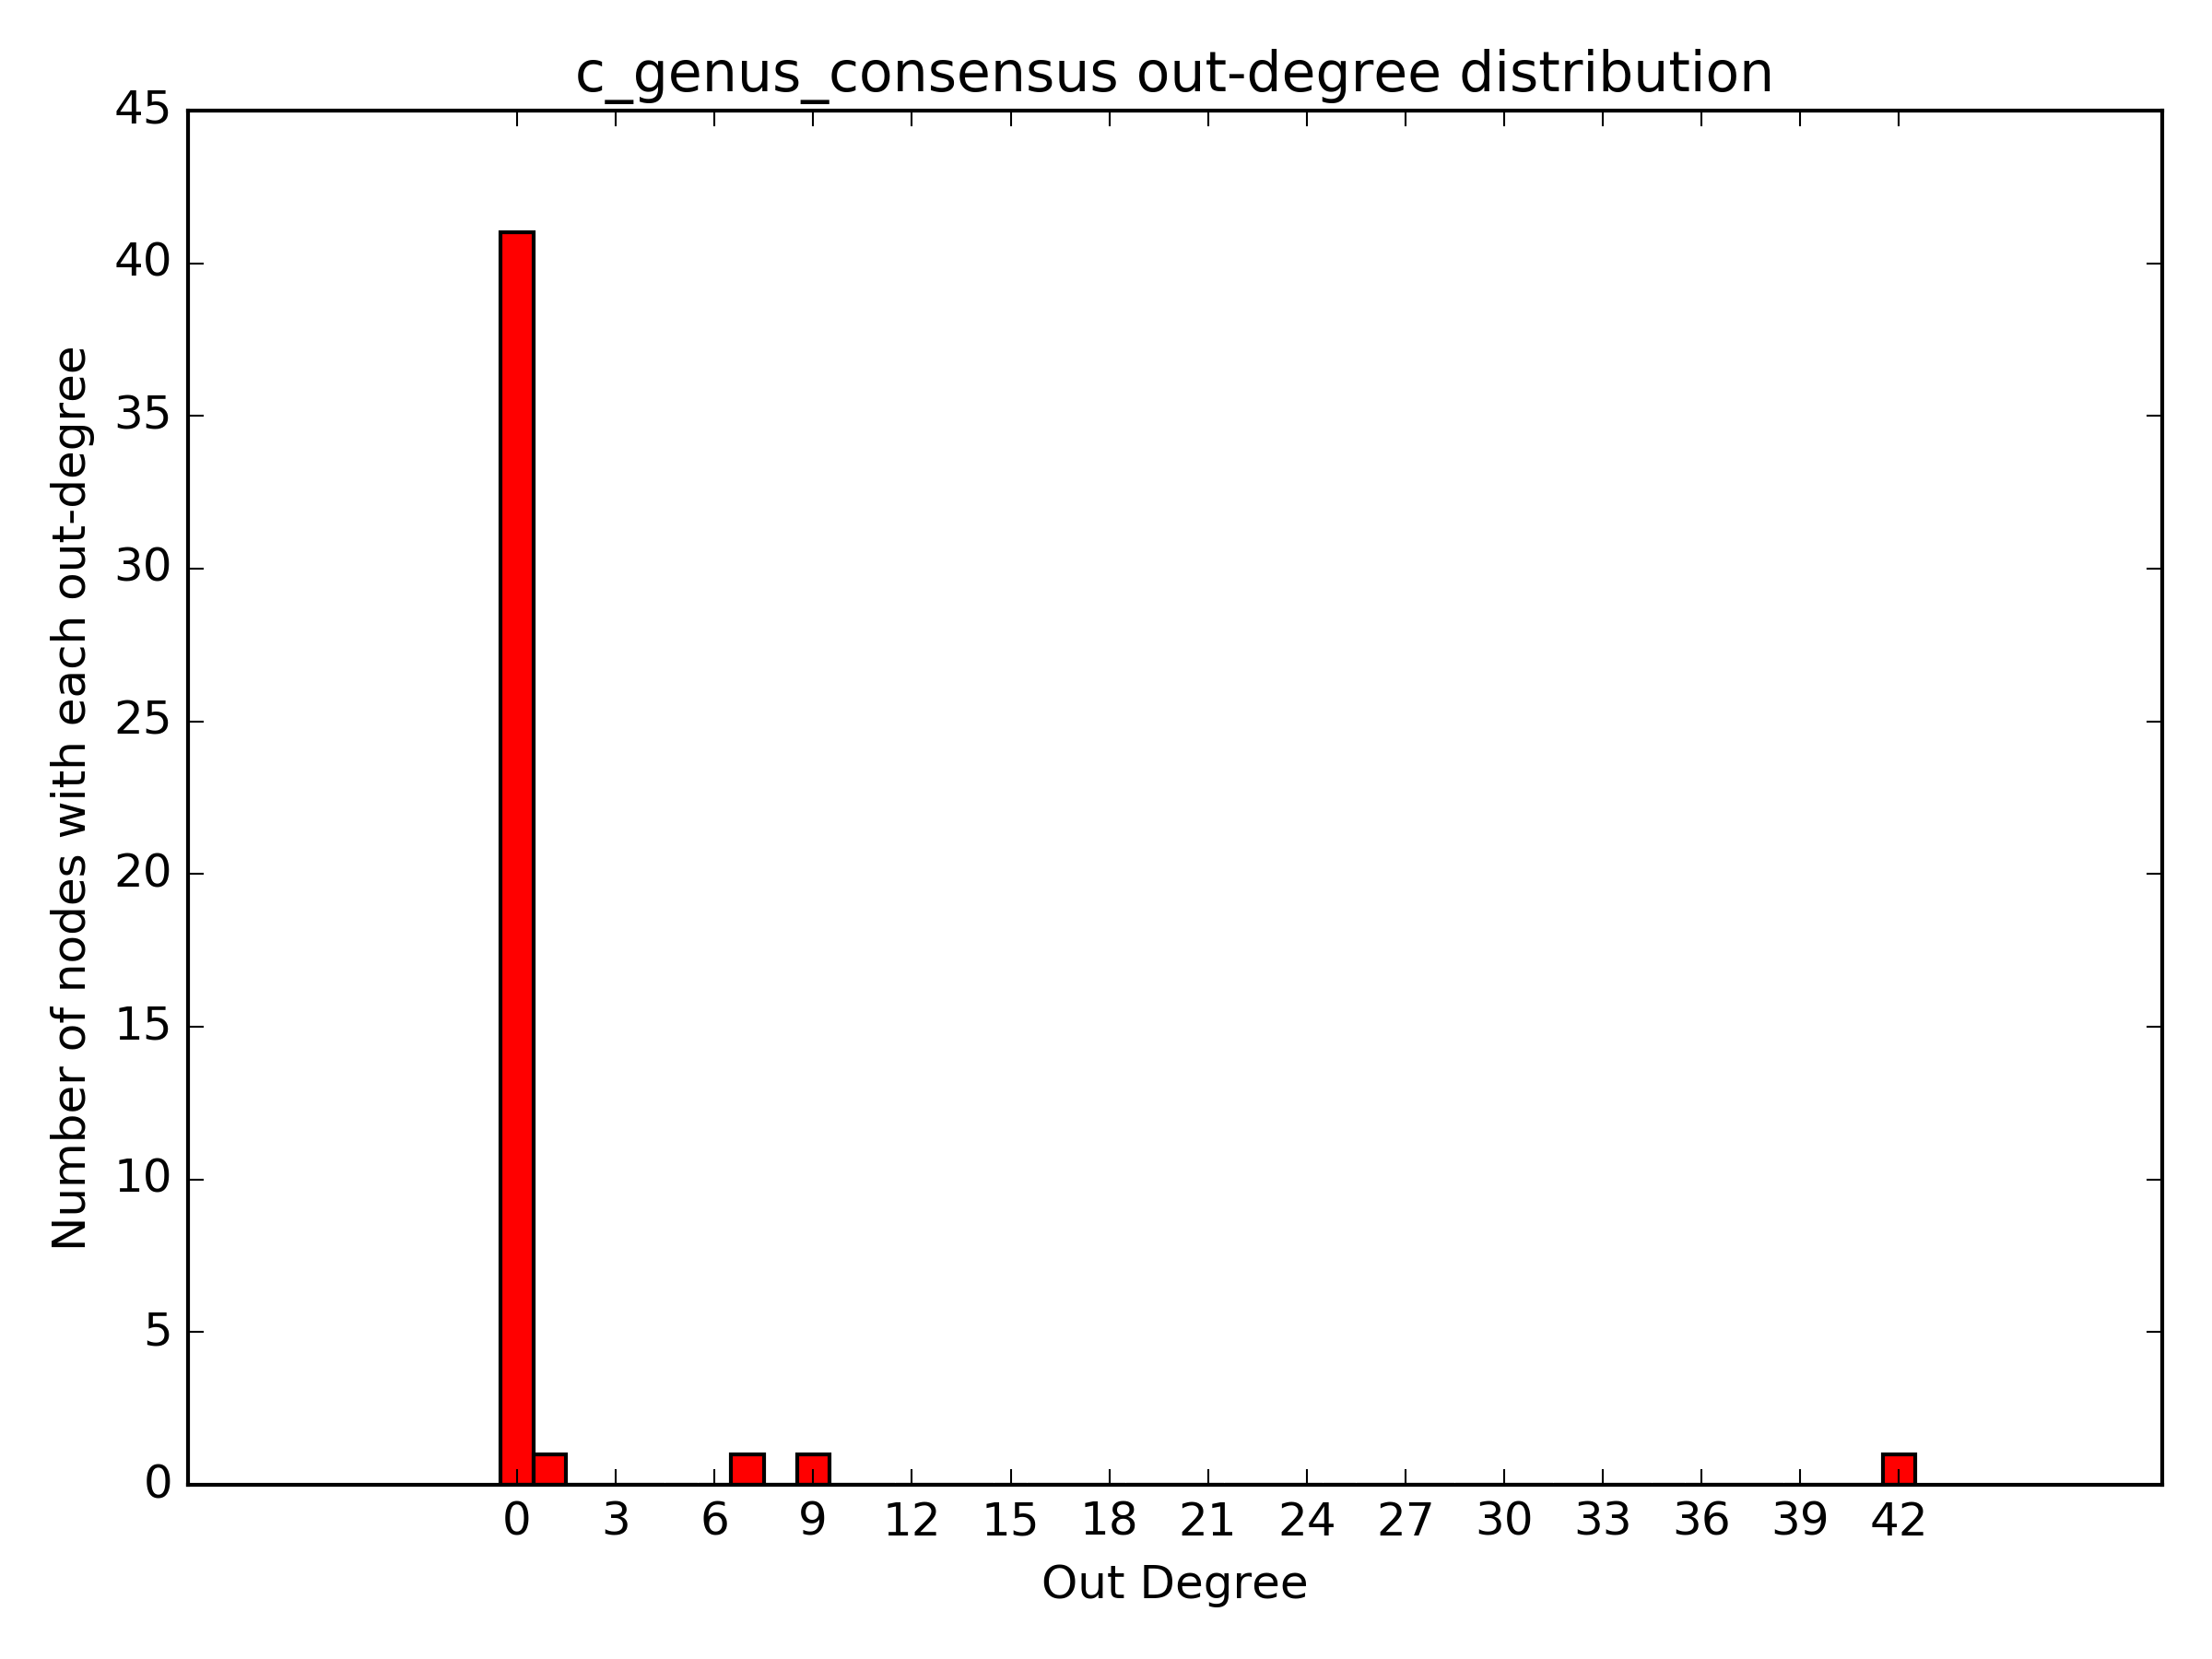 c_genus_consensus out-degree distribution
Number of nodes with each out-degree
45
40
35
30
25
20
15
10
5
0
0 3 6 9 12 15 18 21 24 27 30 33 36 39 42
Out Degree